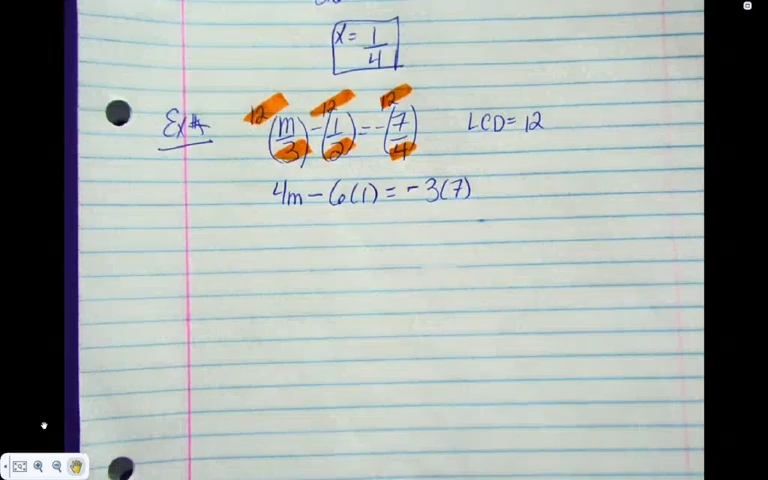 x = 1/4
Ex#
12(m/3) - 12(1/2) = -12(7/4) LCD = 12
4m - 6(1) = -3(7)